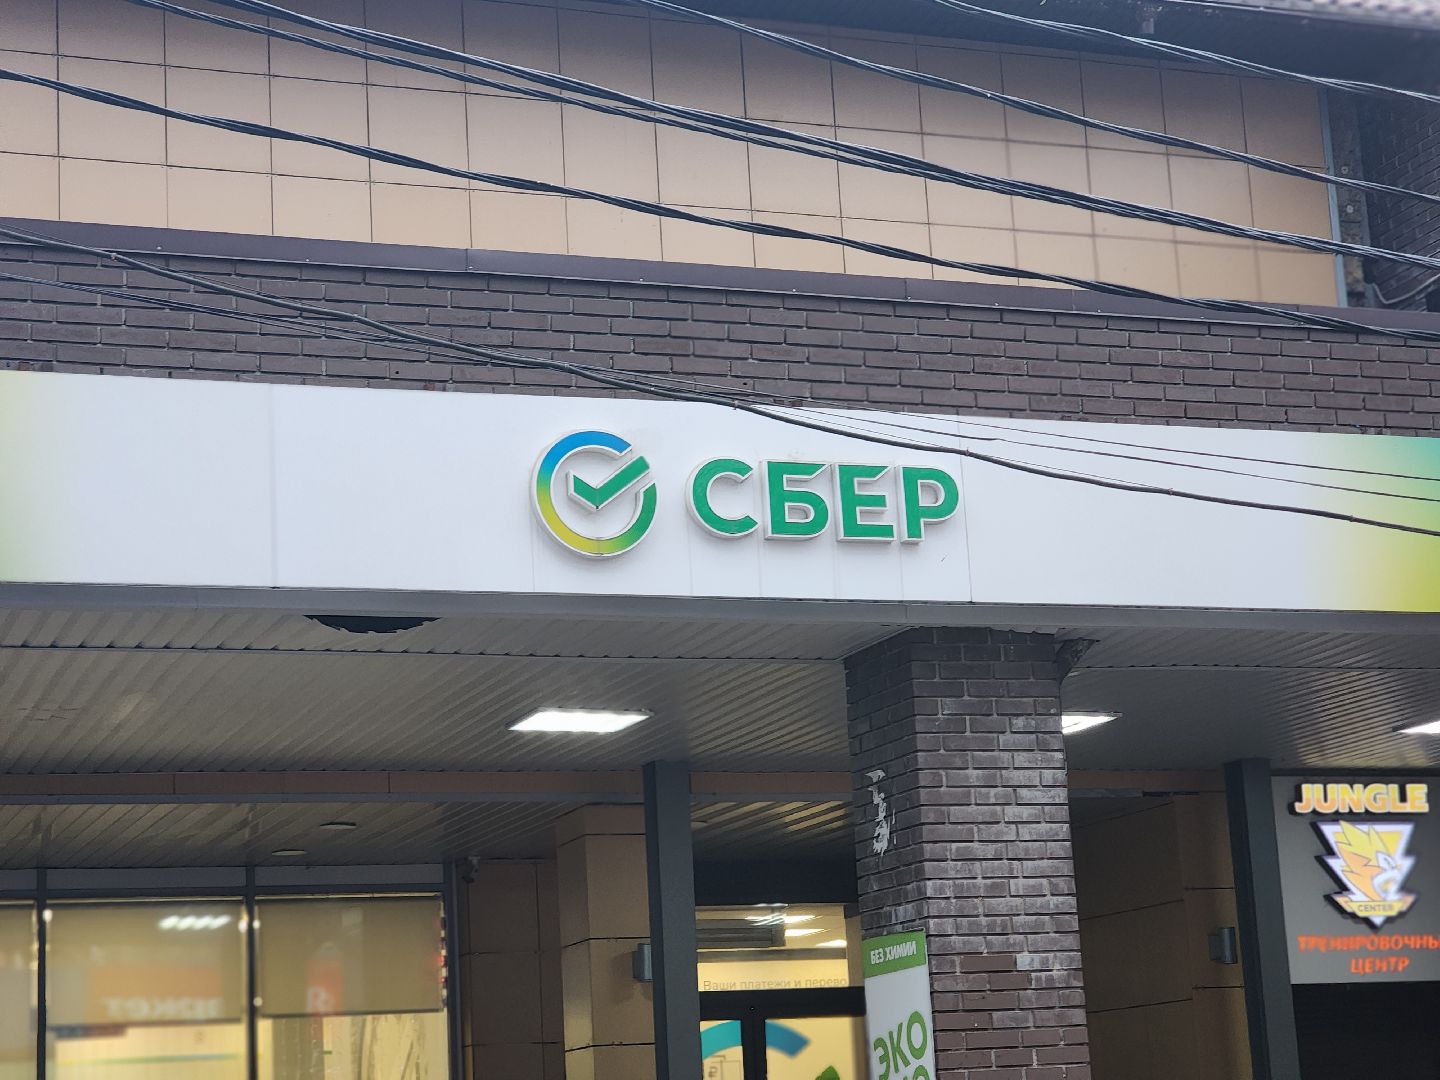 СБЕР
JUNGLE
CENTER
ТРЕНИРОВОЧНЫ
ЦЕНТР
БЕЗ ХИМИИ
Ваши платежи и перево
ЭКО